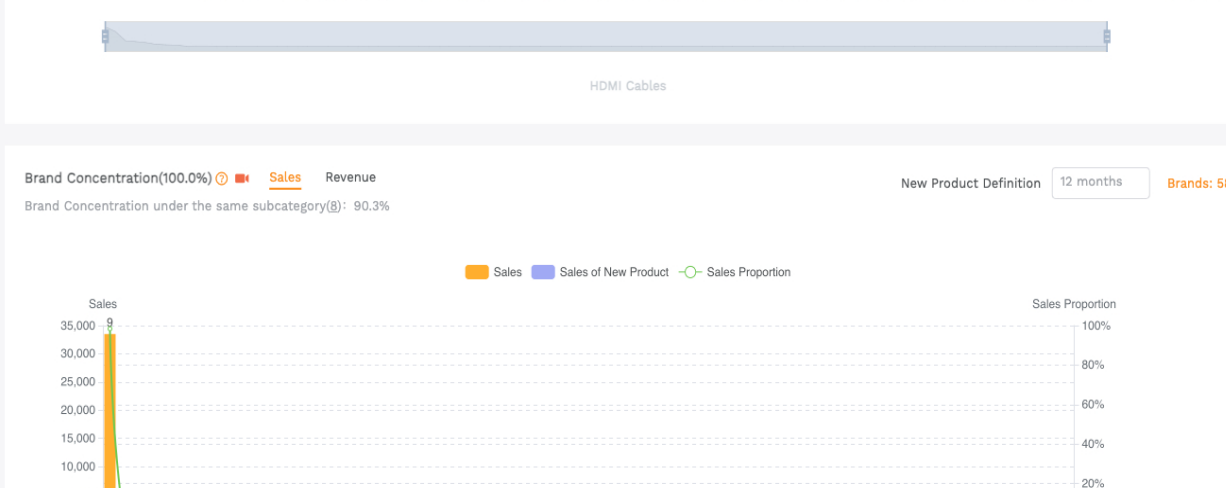 HDMI Cables
Brand Concentration(100.0%) ? Sales Revenue
New Product Definition 12 months Brands: 58
Brand Concentration under the same subcategory(8): 90.3%
Sales Sales of New Product Sales Proportion
Sales Sales Proportion
35,000 9 100%
30,000
25,000 80%
20,000 60%
15,000 40%
10,000
20%